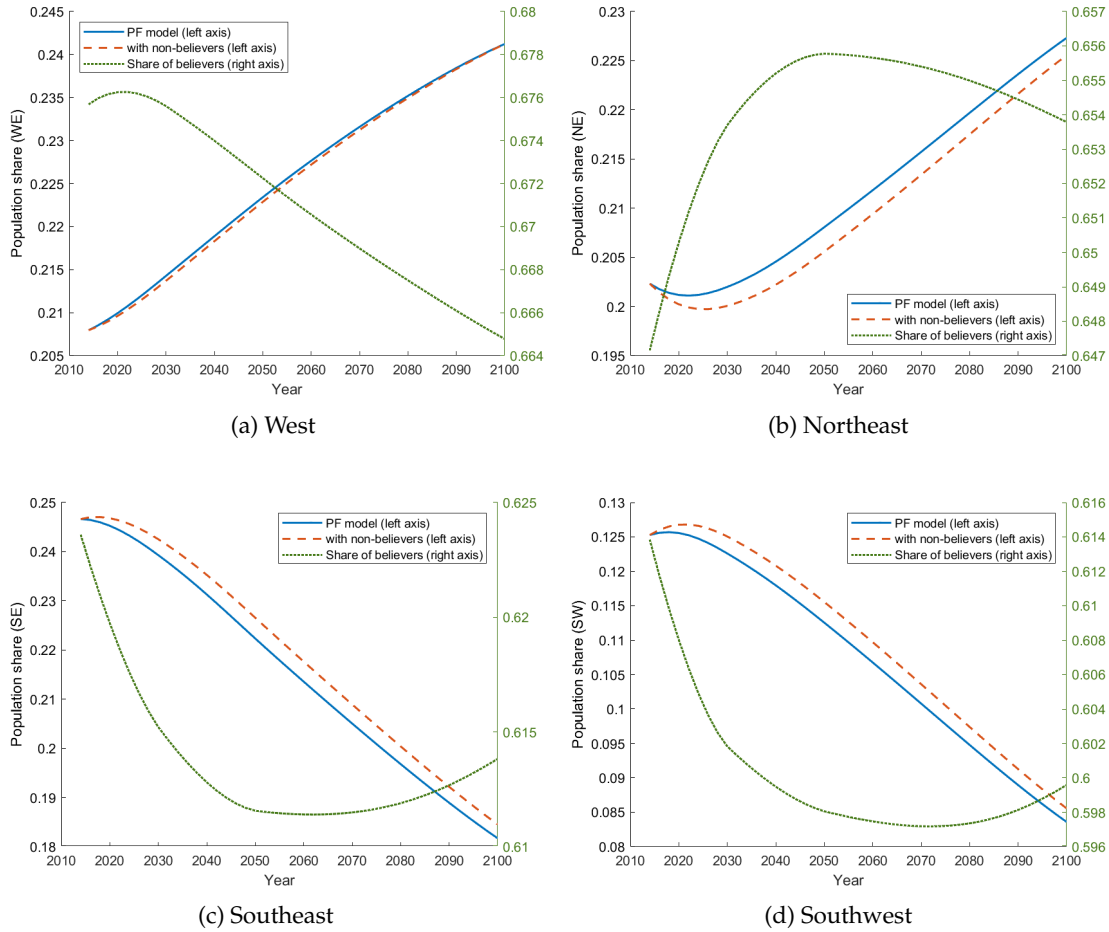 0.245
0.24
0.235
0.23
0.225
0.22
0.215
0.21
0.205
Population share (WE)
PF model (left axis)
with non-believers (left axis)
Share of believers (right axis)
0.68
0.678
0.676
0.674
0.672
0.67
0.668
0.666
0.664
2010 2020 2030 2040 2050 2060 2070 2080 2090 2100
Year
(a) West
0.23
0.225
0.22
0.215
0.21
0.205
0.2
0.195
Population share (NE)
PF model (left axis)
with non-believers (left axis)
Share of believers (right axis)
0.657
0.656
0.655
0.654
0.653
0.652
0.651
0.65
0.649
0.648
0.647
2010 2020 2030 2040 2050 2060 2070 2080 2090 2100
Year
(b) Northeast
0.25
0.24
0.23
0.22
0.21
0.2
0.19
0.18
Population share (SE)
PF model (left axis)
with non-believers (left axis)
Share of believers (right axis)
0.625
0.62
0.615
0.61
2010 2020 2030 2040 2050 2060 2070 2080 2090 2100
Year
(c) Southeast
0.13
0.125
0.12
0.115
0.11
0.105
0.1
0.095
0.09
0.085
0.08
Population share (SW)
PF model (left axis)
with non-believers (left axis)
Share of believers (right axis)
0.616
0.614
0.612
0.61
0.608
0.606
0.604
0.602
0.6
0.598
0.596
2010 2020 2030 2040 2050 2060 2070 2080 2090 2100
Year
(d) Southwest